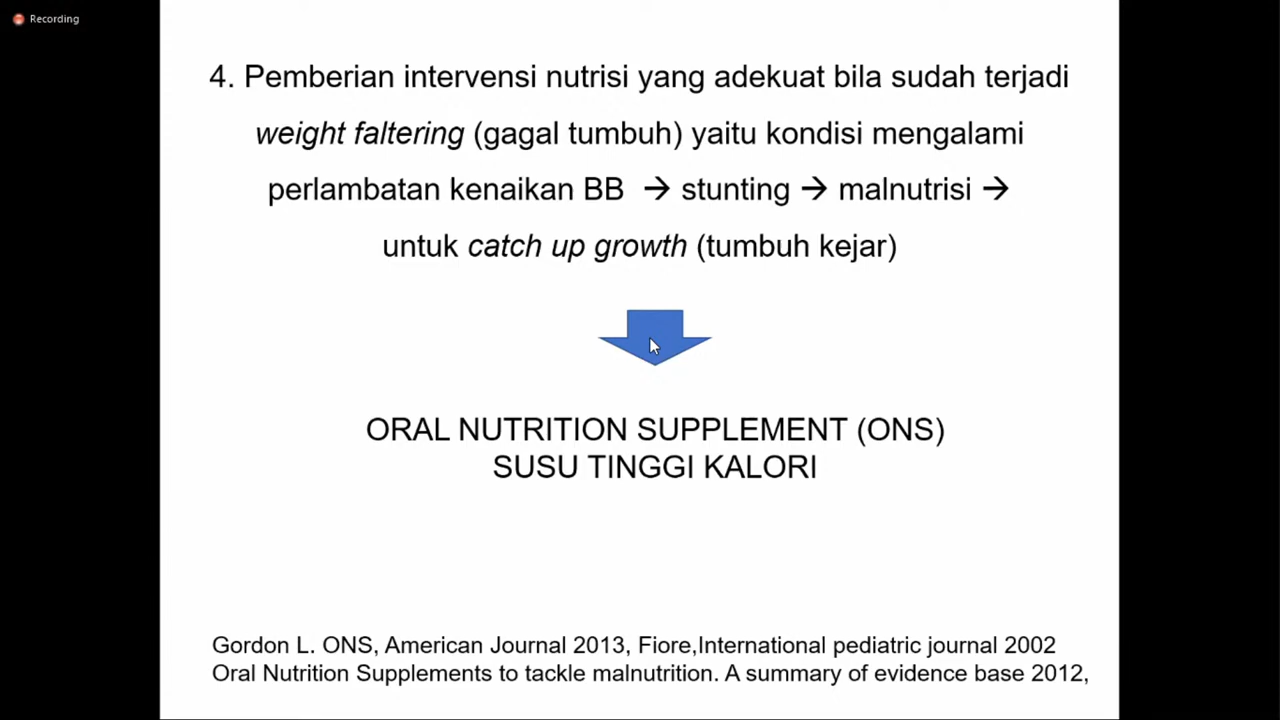 Recording
4. Pemberian intervensi nutrisi yang adekuat bila sudah terjadi
weight faltering (gagal tumbuh) yaitu kondisi mengalami
perlambatan kenaikan BB → stunting → malnutrisi →
untuk catch up growth (tumbuh kejar)
ORAL NUTRITION SUPPLEMENT (ONS)
SUSU TINGGI KALORI
Gordon L. ONS, American Journal 2013, Fiore,International pediatric journal 2002
Oral Nutrition Supplements to tackle malnutrition. A summary of evidence base 2012,